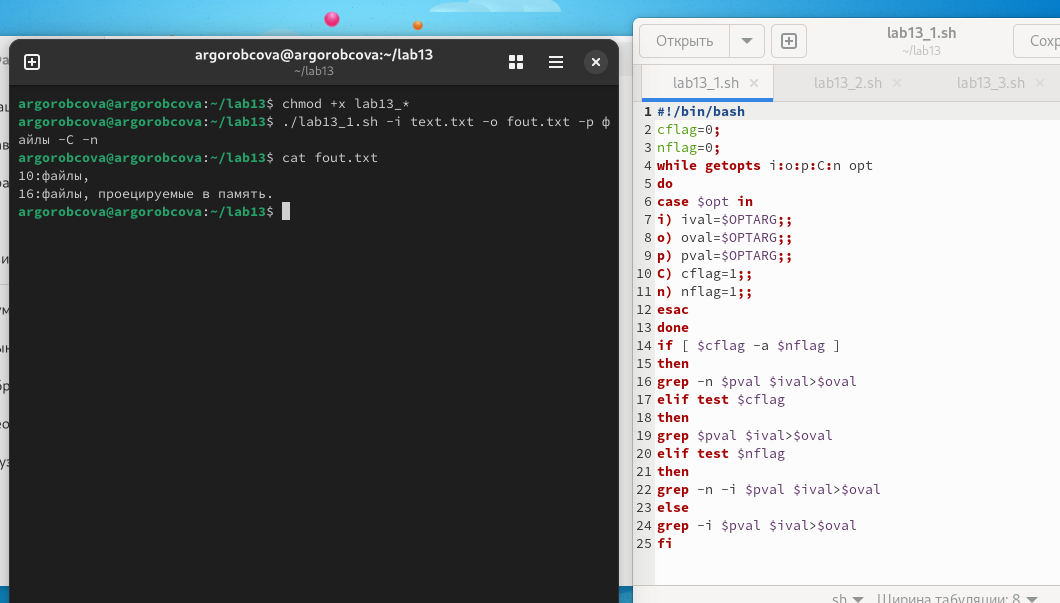 argorobcova@argorobcova:~/lab13
~/lab13
argorobcova@argorobcova:~/lab13$ chmod +x lab13_*
argorobcova@argorobcova:~/lab13$ ./lab13_1.sh -i text.txt -o fout.txt -p ф
айлы -C -n
argorobcova@argorobcova:~/lab13$ cat fout.txt
10:файлы,
16:файлы, проецируемые в память.
argorobcova@argorobcova:~/lab13$
Открыть
lab13_1.sh
~/lab13
lab13_1.sh × lab13_2.sh × lab13_3.sh ×
1 #!/bin/bash
2 cflag=0;
3 nflag=0;
4 while getopts i:o:p:C:n opt
5 do
6 case $opt in
7 i) ival=$OPTARG;;
8 o) oval=$OPTARG;;
9 p) pval=$OPTARG;;
10 C) cflag=1;;
11 n) nflag=1;;
12 esac
13 done
14 if [ $cflag -a $nflag ]
15 then
16 grep -n $pval $ival>$oval
17 elif test $cflag
18 then
19 grep $pval $ival>$oval
20 elif test $nflag
21 then
22 grep -n -i $pval $ival>$oval
23 else
24 grep -i $pval $ival>$oval
25 fi
sh Ширина табуляции: 8